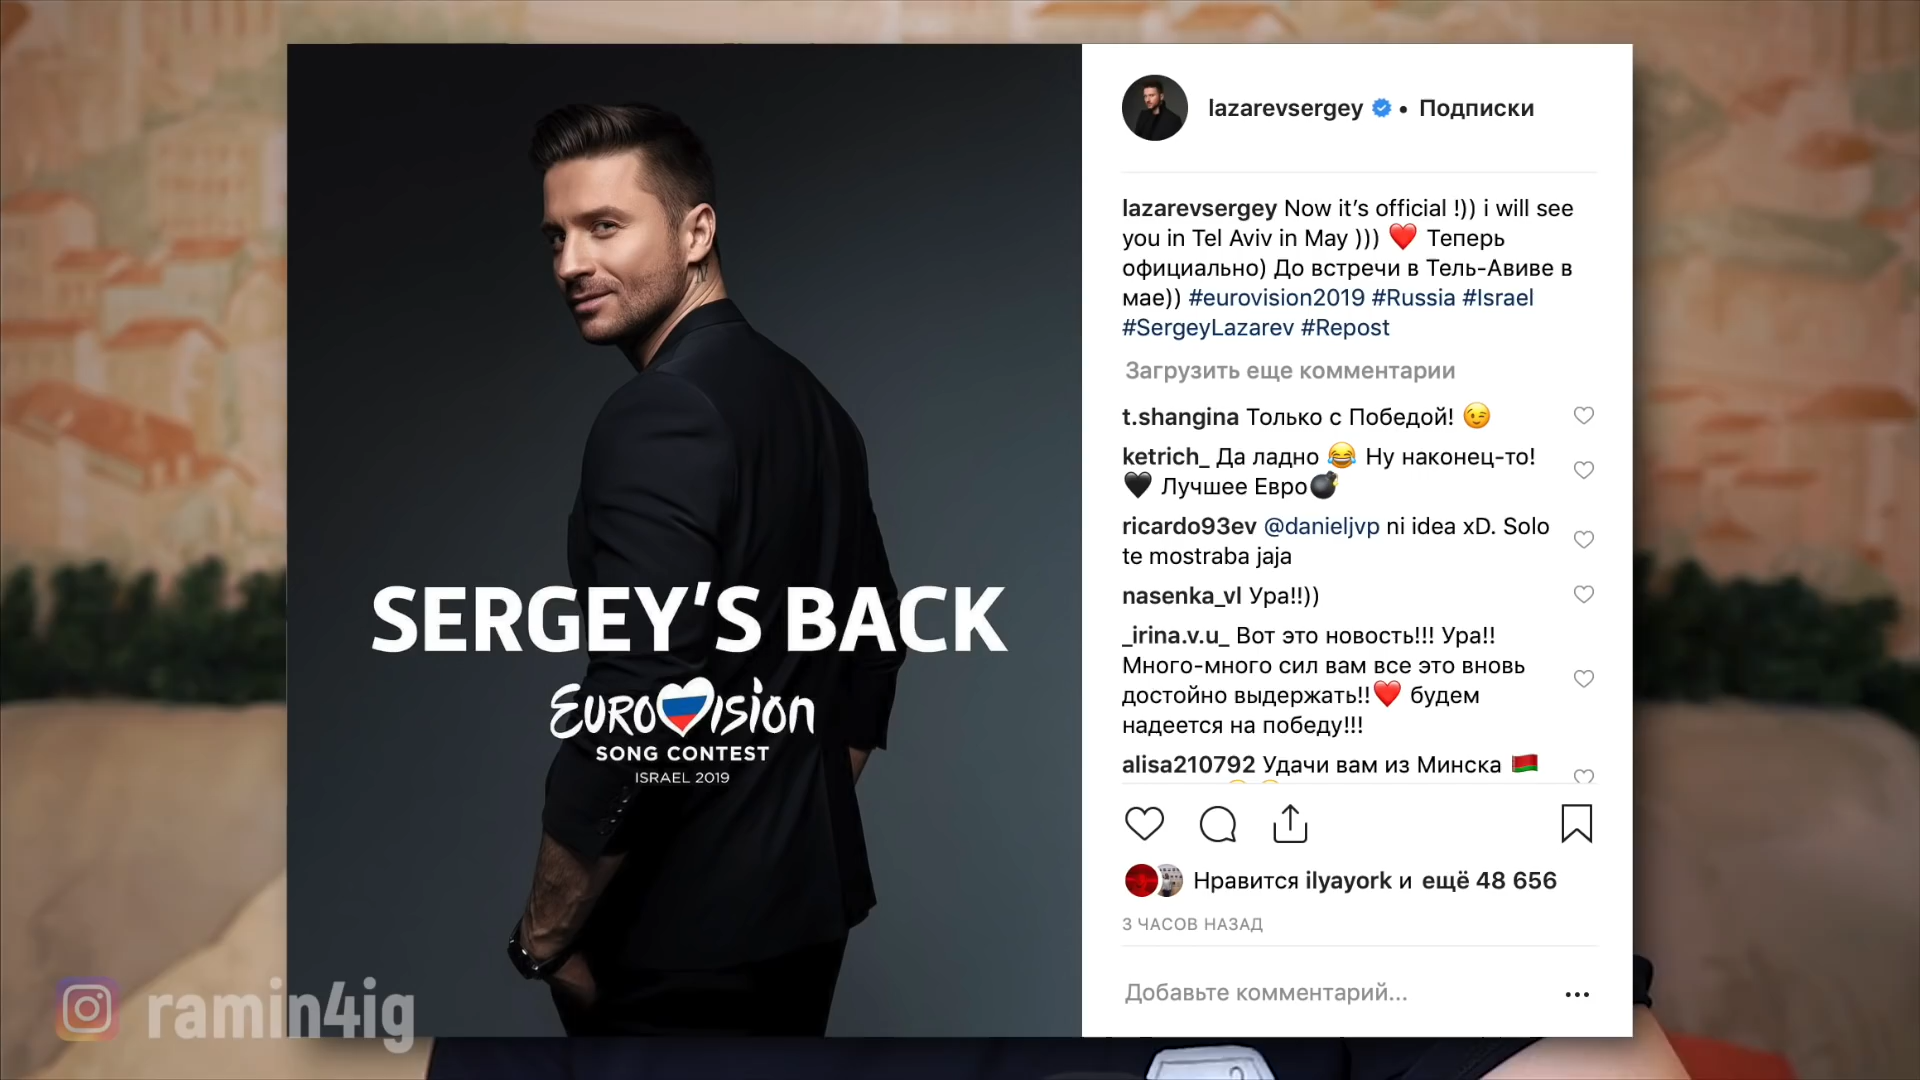 SERGEY’S BACK
EUROVISION
SONG CONTEST
ISRAEL 2019
lazarevsergey • Подписки
lazarevsergey Now it’s official !)) i will see
you in Tel Aviv in May ))) ❤️ Теперь
официально) До встречи в Тель-Авиве в
мае)) #eurovision2019 #Russia #Israel
#SergeyLazarev #Repost
Загрузить еще комментарии
t.shangina Только с Победой! 😉
ketrich_ Да ладно 😂 Ну наконец-то!
🖤 Лучшее Евро💣
ricardo93ev @danieljvp ni idea xD. Solo
te mostraba jaja
nasenka_vl Ура!!))
_irina.v.u_ Вот это новость!!! Ура!!
Много-много сил вам все это вновь
достойно выдержать!!❤️ будем
надеется на победу!!!
alisa210792 Удачи вам из Минска 🇧🇾
Нравится ilyayork и ещё 48 656
3 ЧАСОВ НАЗАД
Добавьте комментарий...
ramin4ig